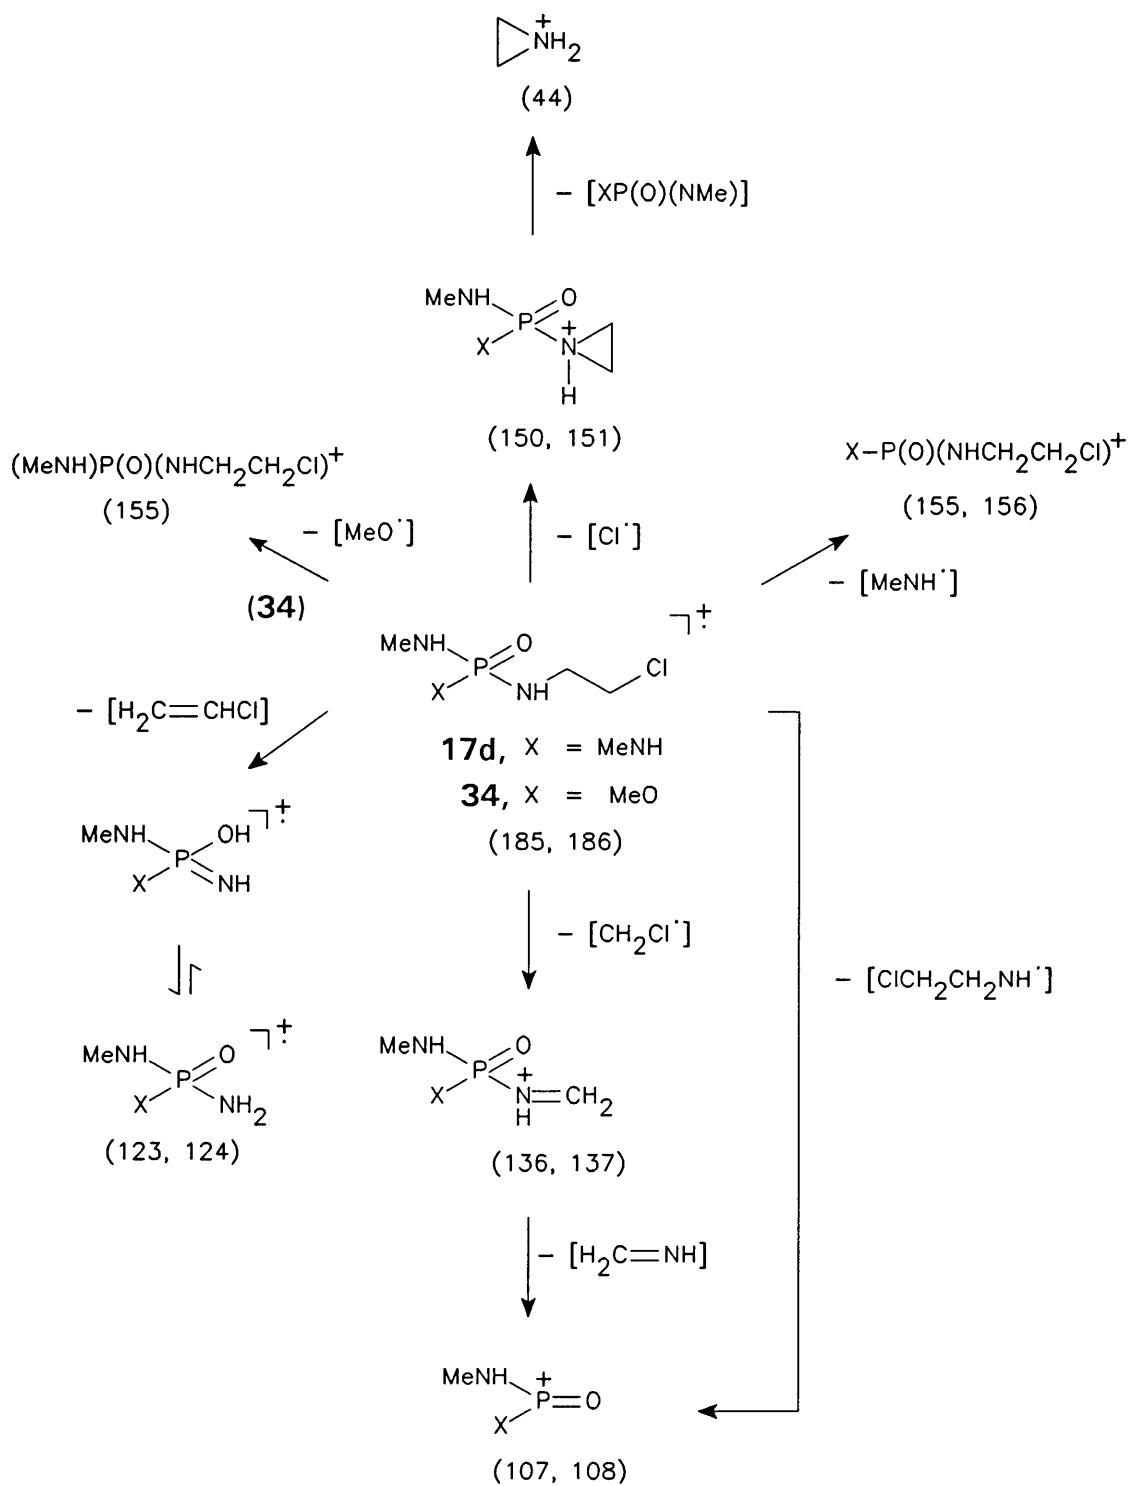 +
NH2
(44)
− [XP(O)(NMe)]
MeNH O
P
X + N
H
(150, 151)
(MeNH)P(O)(NHCH2CH2Cl)+
(155)
X–P(O)(NHCH2CH2Cl)+
(155, 156)
− [MeO˙]
− [Cl˙]
− [MeNH˙]
(34)
MeNH O
P
X NH Cl
+.
17d, X = MeNH
34, X = MeO
(185, 186)
− [H2C=CHCl]
MeNH OH +.
P
X NH
− [CH2Cl˙]
− [ClCH2CH2NH˙]
MeNH O +.
P
X NH2
(123, 124)
MeNH O
P +
X N=CH2
H
(136, 137)
− [H2C=NH]
MeNH +
P=O
X
(107, 108)